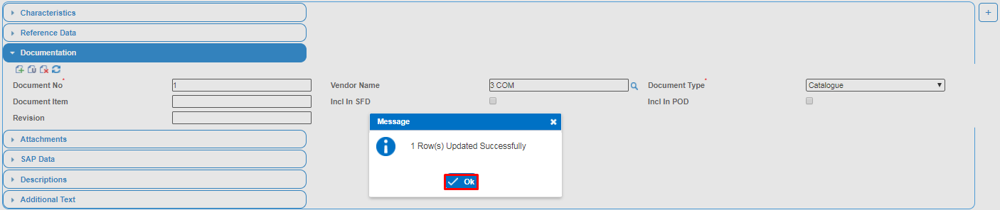 Characteristics
+
Reference Data
Documentation
Document No * 1 Vendor Name 3 COM Document Type * Catalogue
Document Item Incl In SFD Incl In POD
Revision
Message
1 Row(s) Updated Successfully
Ok
Attachments
SAP Data
Descriptions
Additional Text